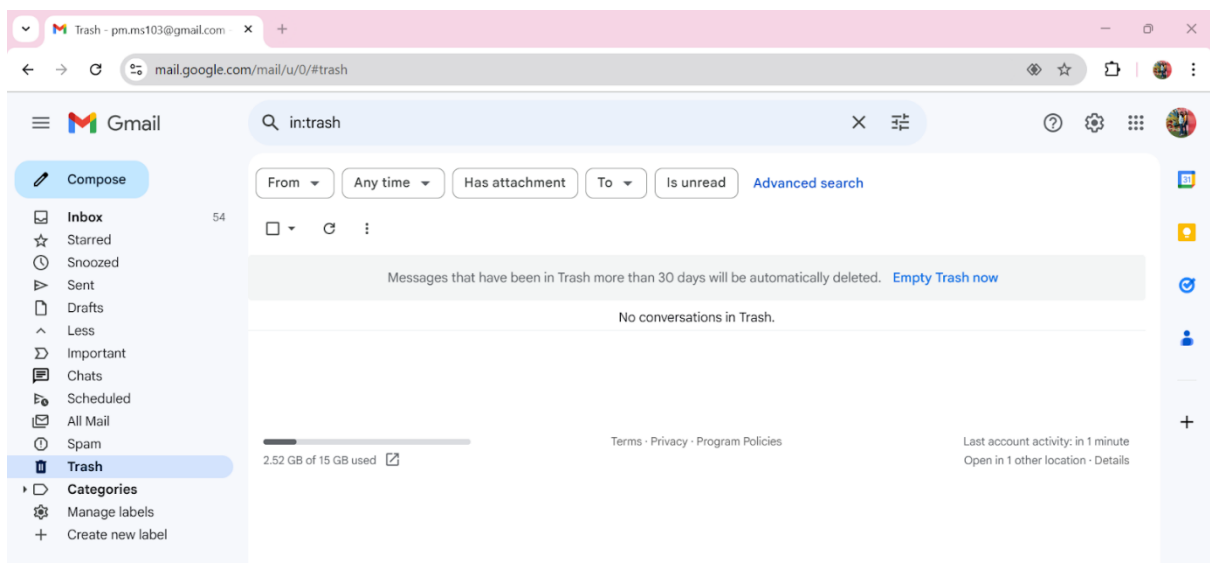 Trash - pm.ms103@gmail.com
mail.google.com/mail/u/0/#trash
Gmail
in:trash
Compose
From
Any time
Has attachment
To
Is unread
Advanced search
31
Inbox 54
Starred
Snoozed
Sent
Drafts
Less
Important
Chats
Scheduled
All Mail
Spam
Trash
Categories
Manage labels
Create new label
Messages that have been in Trash more than 30 days will be automatically deleted. Empty Trash now
No conversations in Trash.
2.52 GB of 15 GB used
Terms · Privacy · Program Policies
Last account activity: in 1 minute
Open in 1 other location · Details